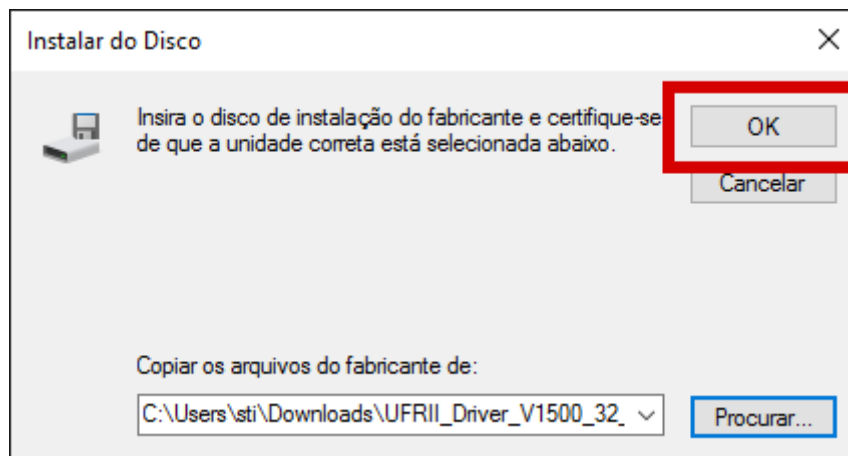 Instalar do Disco
Insira o disco de instalação do fabricante e certifique-se
de que a unidade correta está selecionada abaixo.
OK
Cancelar
Copiar os arquivos do fabricante de:
C:\Users\sti\Downloads\UFRII_Driver_V1500_32_
Procurar...